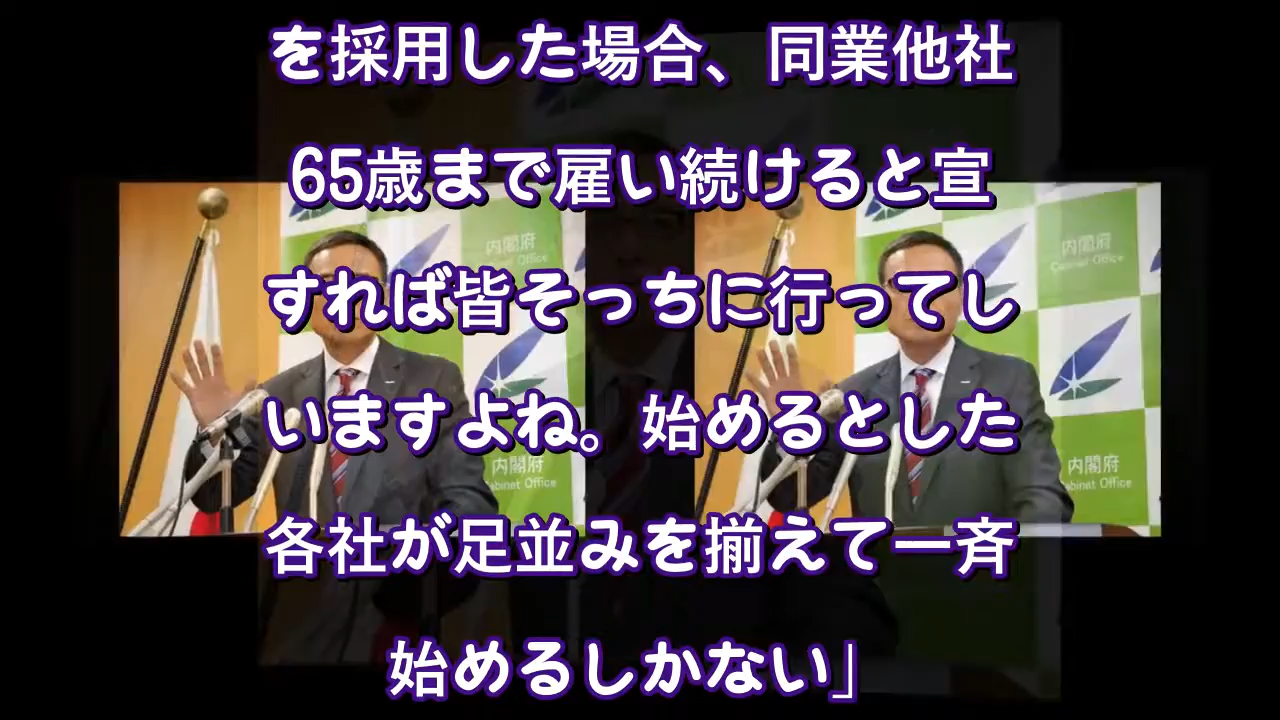 を採用した場合、同業他社
65歳まで雇い続けると宣
すれば皆そっちに行ってし
いますよね。始めるとした
各社が足並みを揃えて一斉
始めるしかない」
内閣府
Cabinet Office
内閣府
Cabinet Office
内閣府
Cabinet Office
内閣府
Cabinet Office